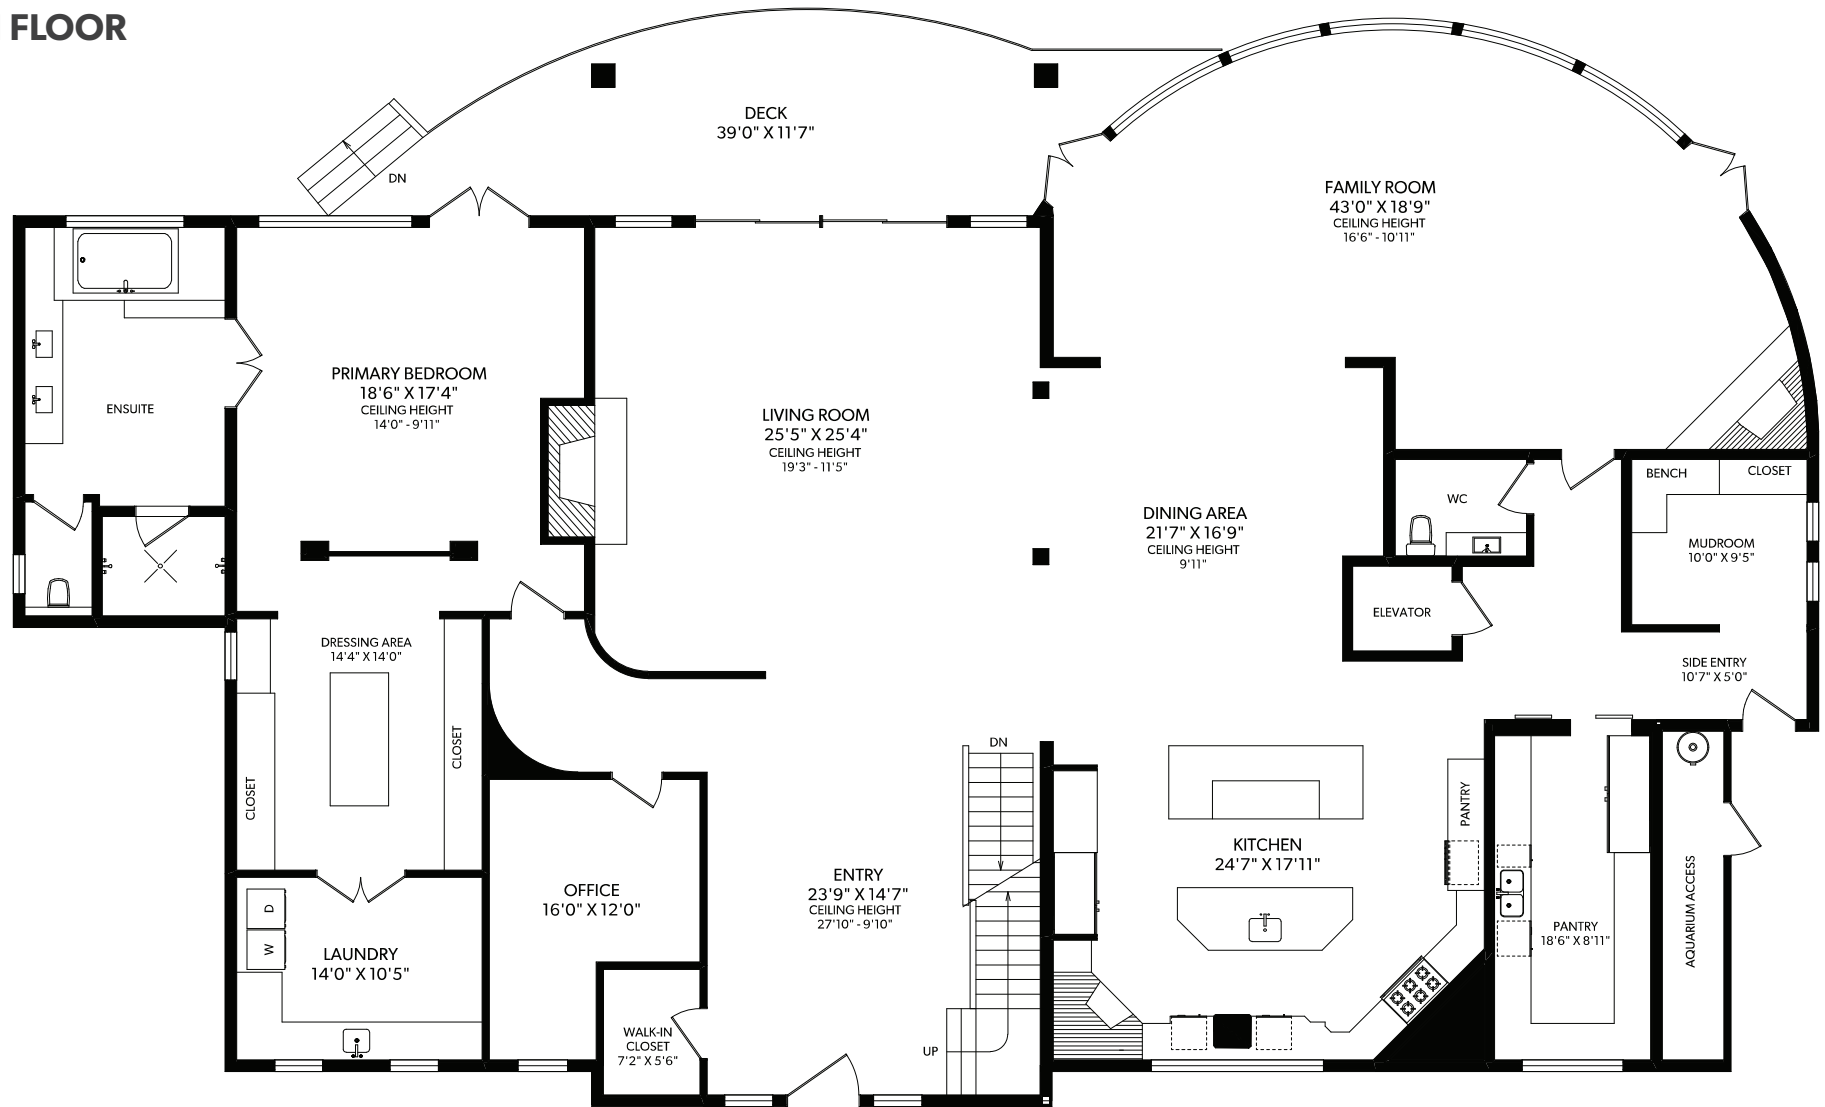 FLOOR
DECK
39'0" X 11'7"
DN
FAMILY ROOM
43'0" X 18'9"
CEILING HEIGHT
16'6" - 10'11"
PRIMARY BEDROOM
18'6" X 17'4"
CEILING HEIGHT
14'0" - 9'11"
ENSUITE
LIVING ROOM
25'5" X 25'4"
CEILING HEIGHT
19'3" - 11'5"
DINING AREA
21'7" X 16'9"
CEILING HEIGHT
9'11"
WC
BENCH
CLOSET
MUDROOM
10'0" X 9'5"
ELEVATOR
SIDE ENTRY
10'7" X 5'0"
DRESSING AREA
14'4" X 14'0"
CLOSET
CLOSET
DN
ENTRY
23'9" X 14'7"
CEILING HEIGHT
27'10" - 9'10"
UP
OFFICE
16'0" X 12'0"
WALK-IN
CLOSET
7'2" X 5'6"
D
W
LAUNDRY
14'0" X 10'5"
KITCHEN
24'7" X 17'11"
PANTRY
PANTRY
18'6" X 8'11"
AQUARIUM ACCESS